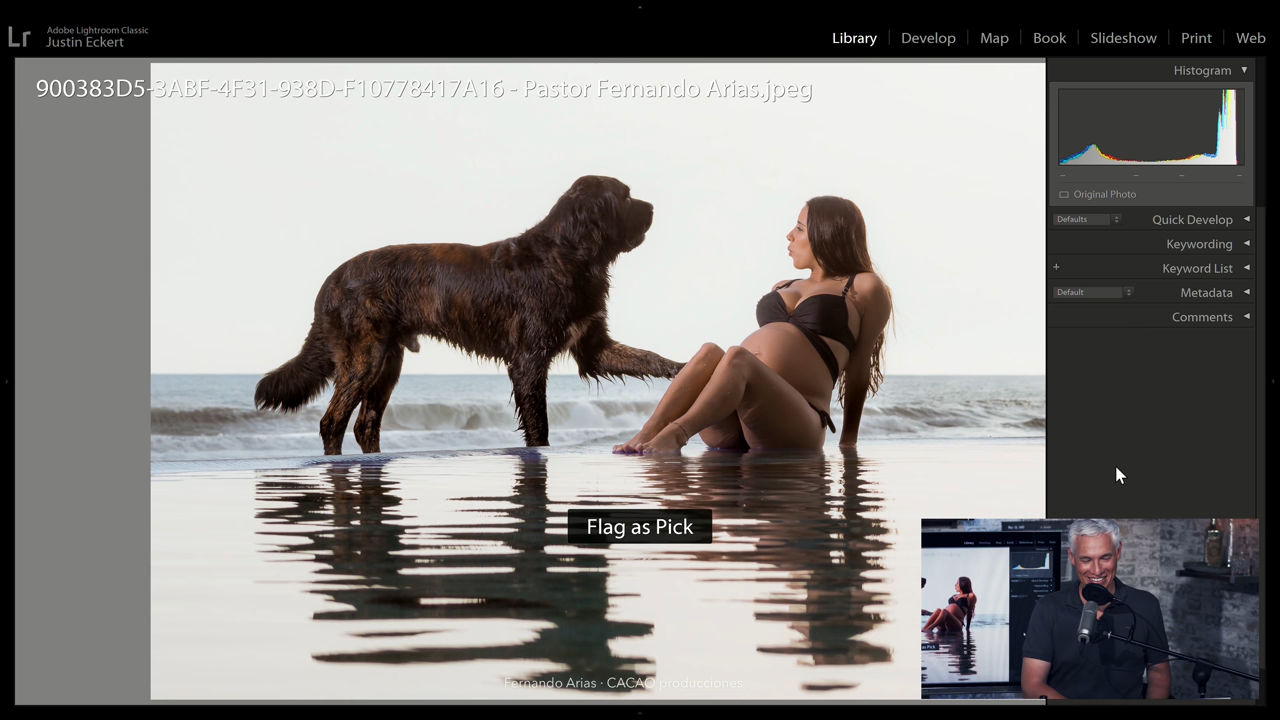 Lr
Adobe Lightroom Classic
Justin Eckert
Library
Develop
Map
Book
Slideshow
Print
Web
900383D5-3ABF-4F31-938D-F10778417A16 - Pastor Fernando Arias.jpeg
Histogram
Original Photo
Defaults
Quick Develop
Keywording
+
Keyword List
Default
Metadata
Comments
Flag as Pick
Fernando Arias · CACAO producciones